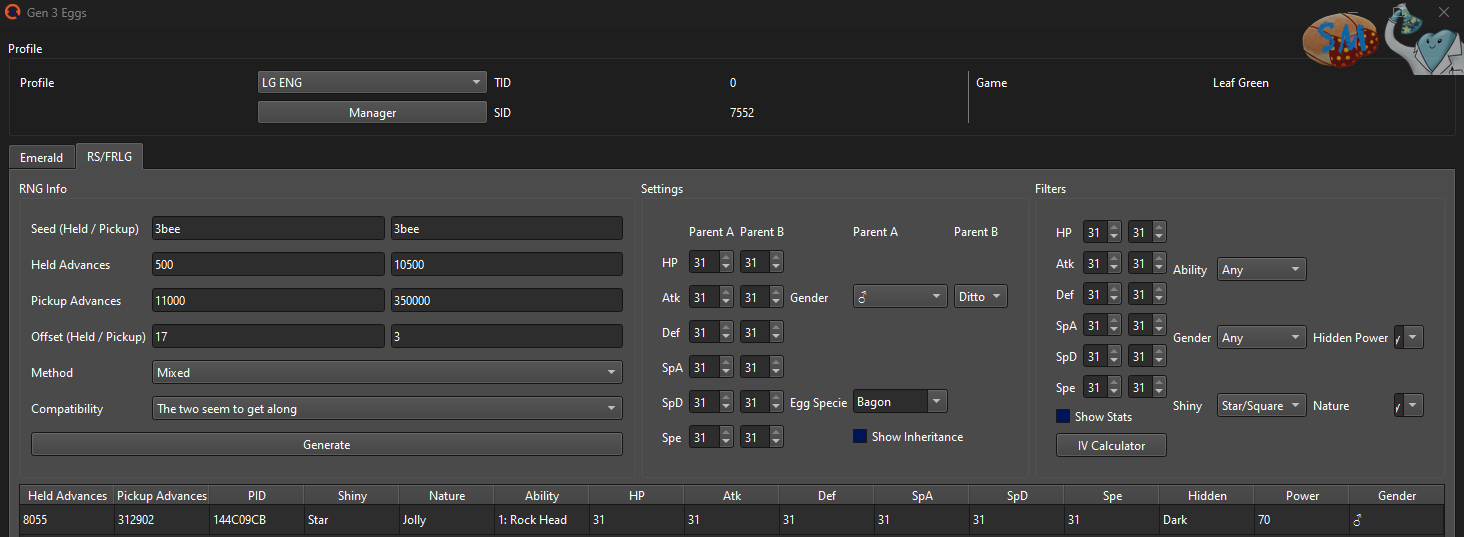 Gen 3 Eggs
SM
Profile
Profile LG ENG TID 0 Game Leaf Green
Manager SID 7552
Emerald RS/FRLG
RNG Info Settings Filters
Seed (Held / Pickup) 3bee 3bee
Held Advances 500 10500
Pickup Advances 11000 350000
Offset (Held / Pickup) 17 3
Method Mixed
Compatibility The two seem to get along
Generate
Parent A Parent B Parent A Parent B
HP 31 31
Atk 31 31 Gender ♂ Ditto
Def 31 31
SpA 31 31
SpD 31 31 Egg Specie Bagon
Spe 31 31 Show Inheritance
HP 31 31
Atk 31 31 Ability Any
Def 31 31
SpA 31 31 Gender Any Hidden Power
SpD 31 31
Spe 31 31 Shiny Star/Square Nature
Show Stats
IV Calculator
Held Advances Pickup Advances PID Shiny Nature Ability HP Atk Def SpA SpD Spe Hidden Power Gender
8055 312902 144C09CB Star Jolly 1: Rock Head 31 31 31 31 31 31 Dark 70 ♂